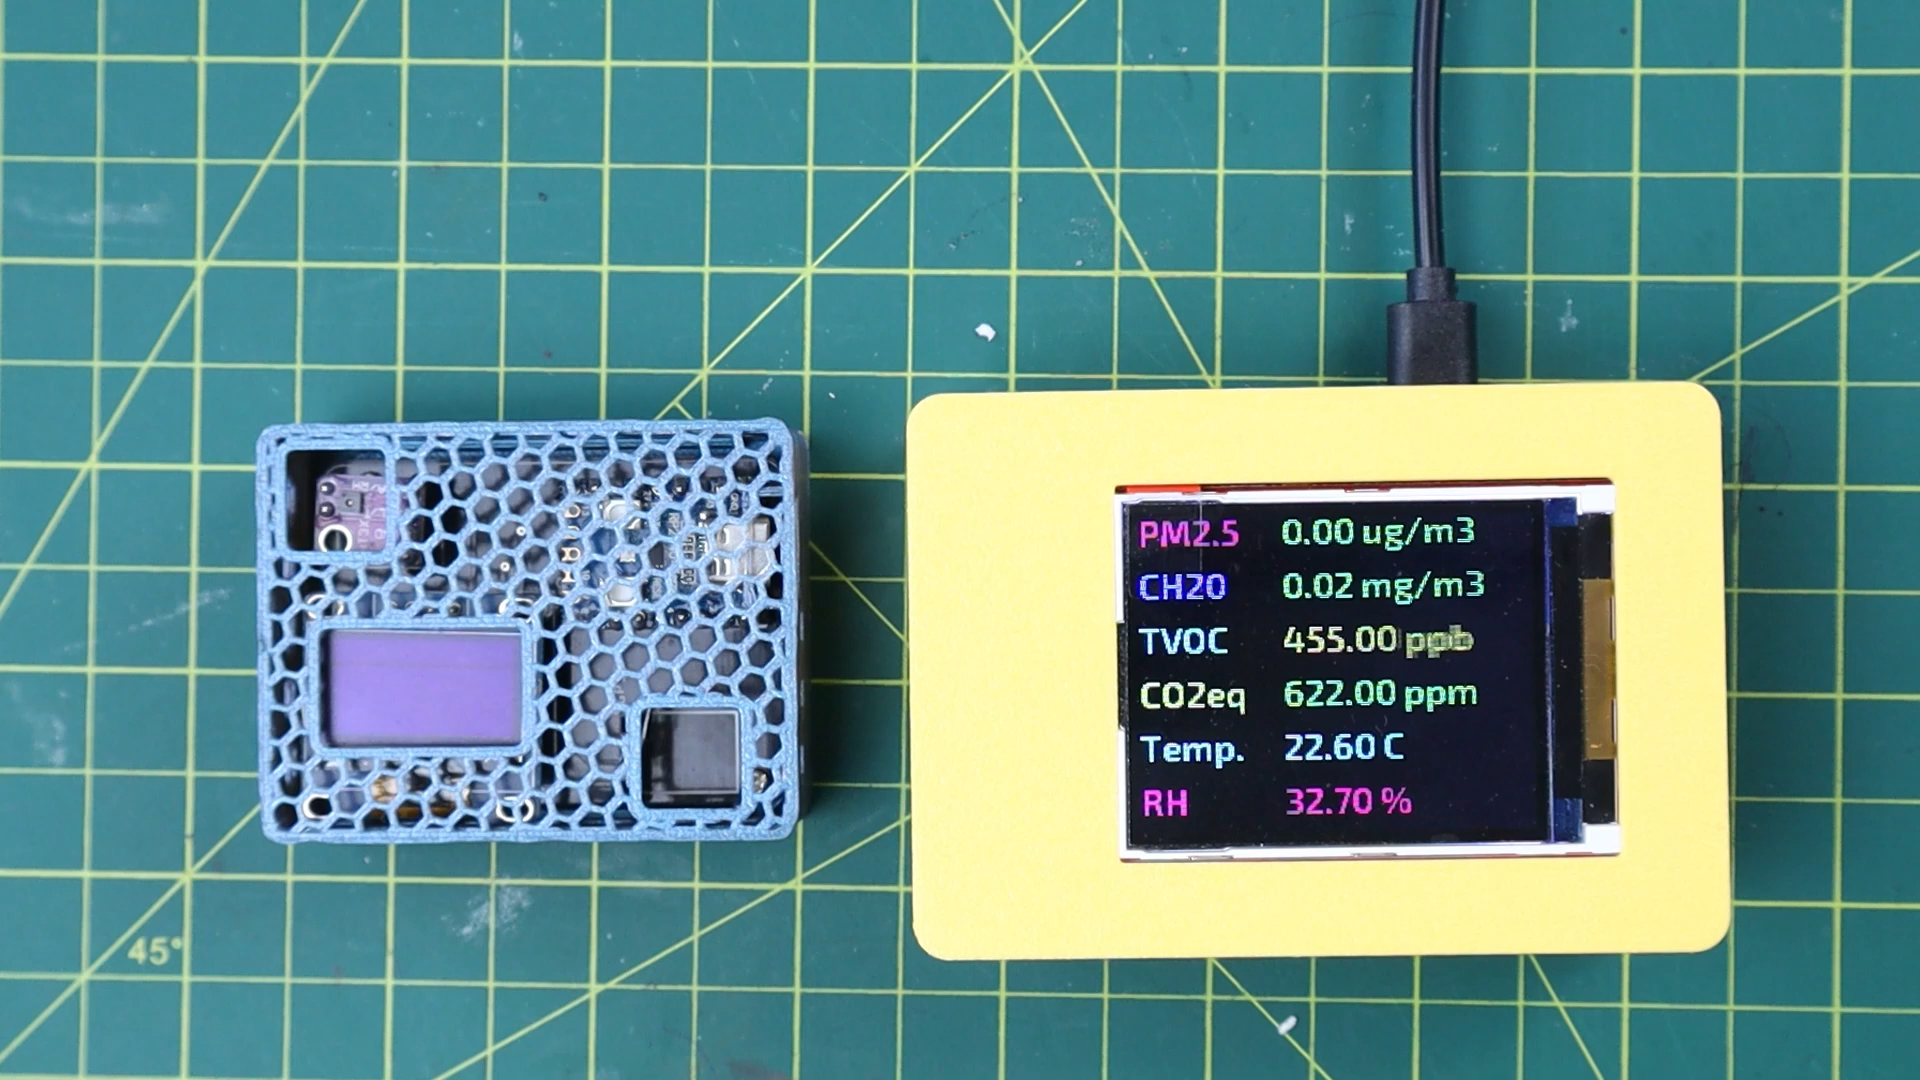 PM2.5 0.00 ug/m3
CH20 0.02 mg/m3
TVOC 455.00 ppb
CO2eq 622.00 ppm
Temp. 22.60 C
RH 32.70 %
45°